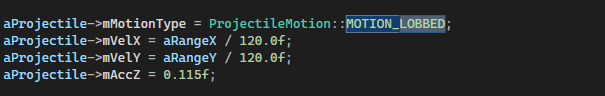 aProjectile->mMotionType = ProjectileMotion::MOTION_LOBBED;
aProjectile->mVelX = aRangeX / 120.0f;
aProjectile->mVelY = aRangeY / 120.0f;
aProjectile->mAccZ = 0.115f;